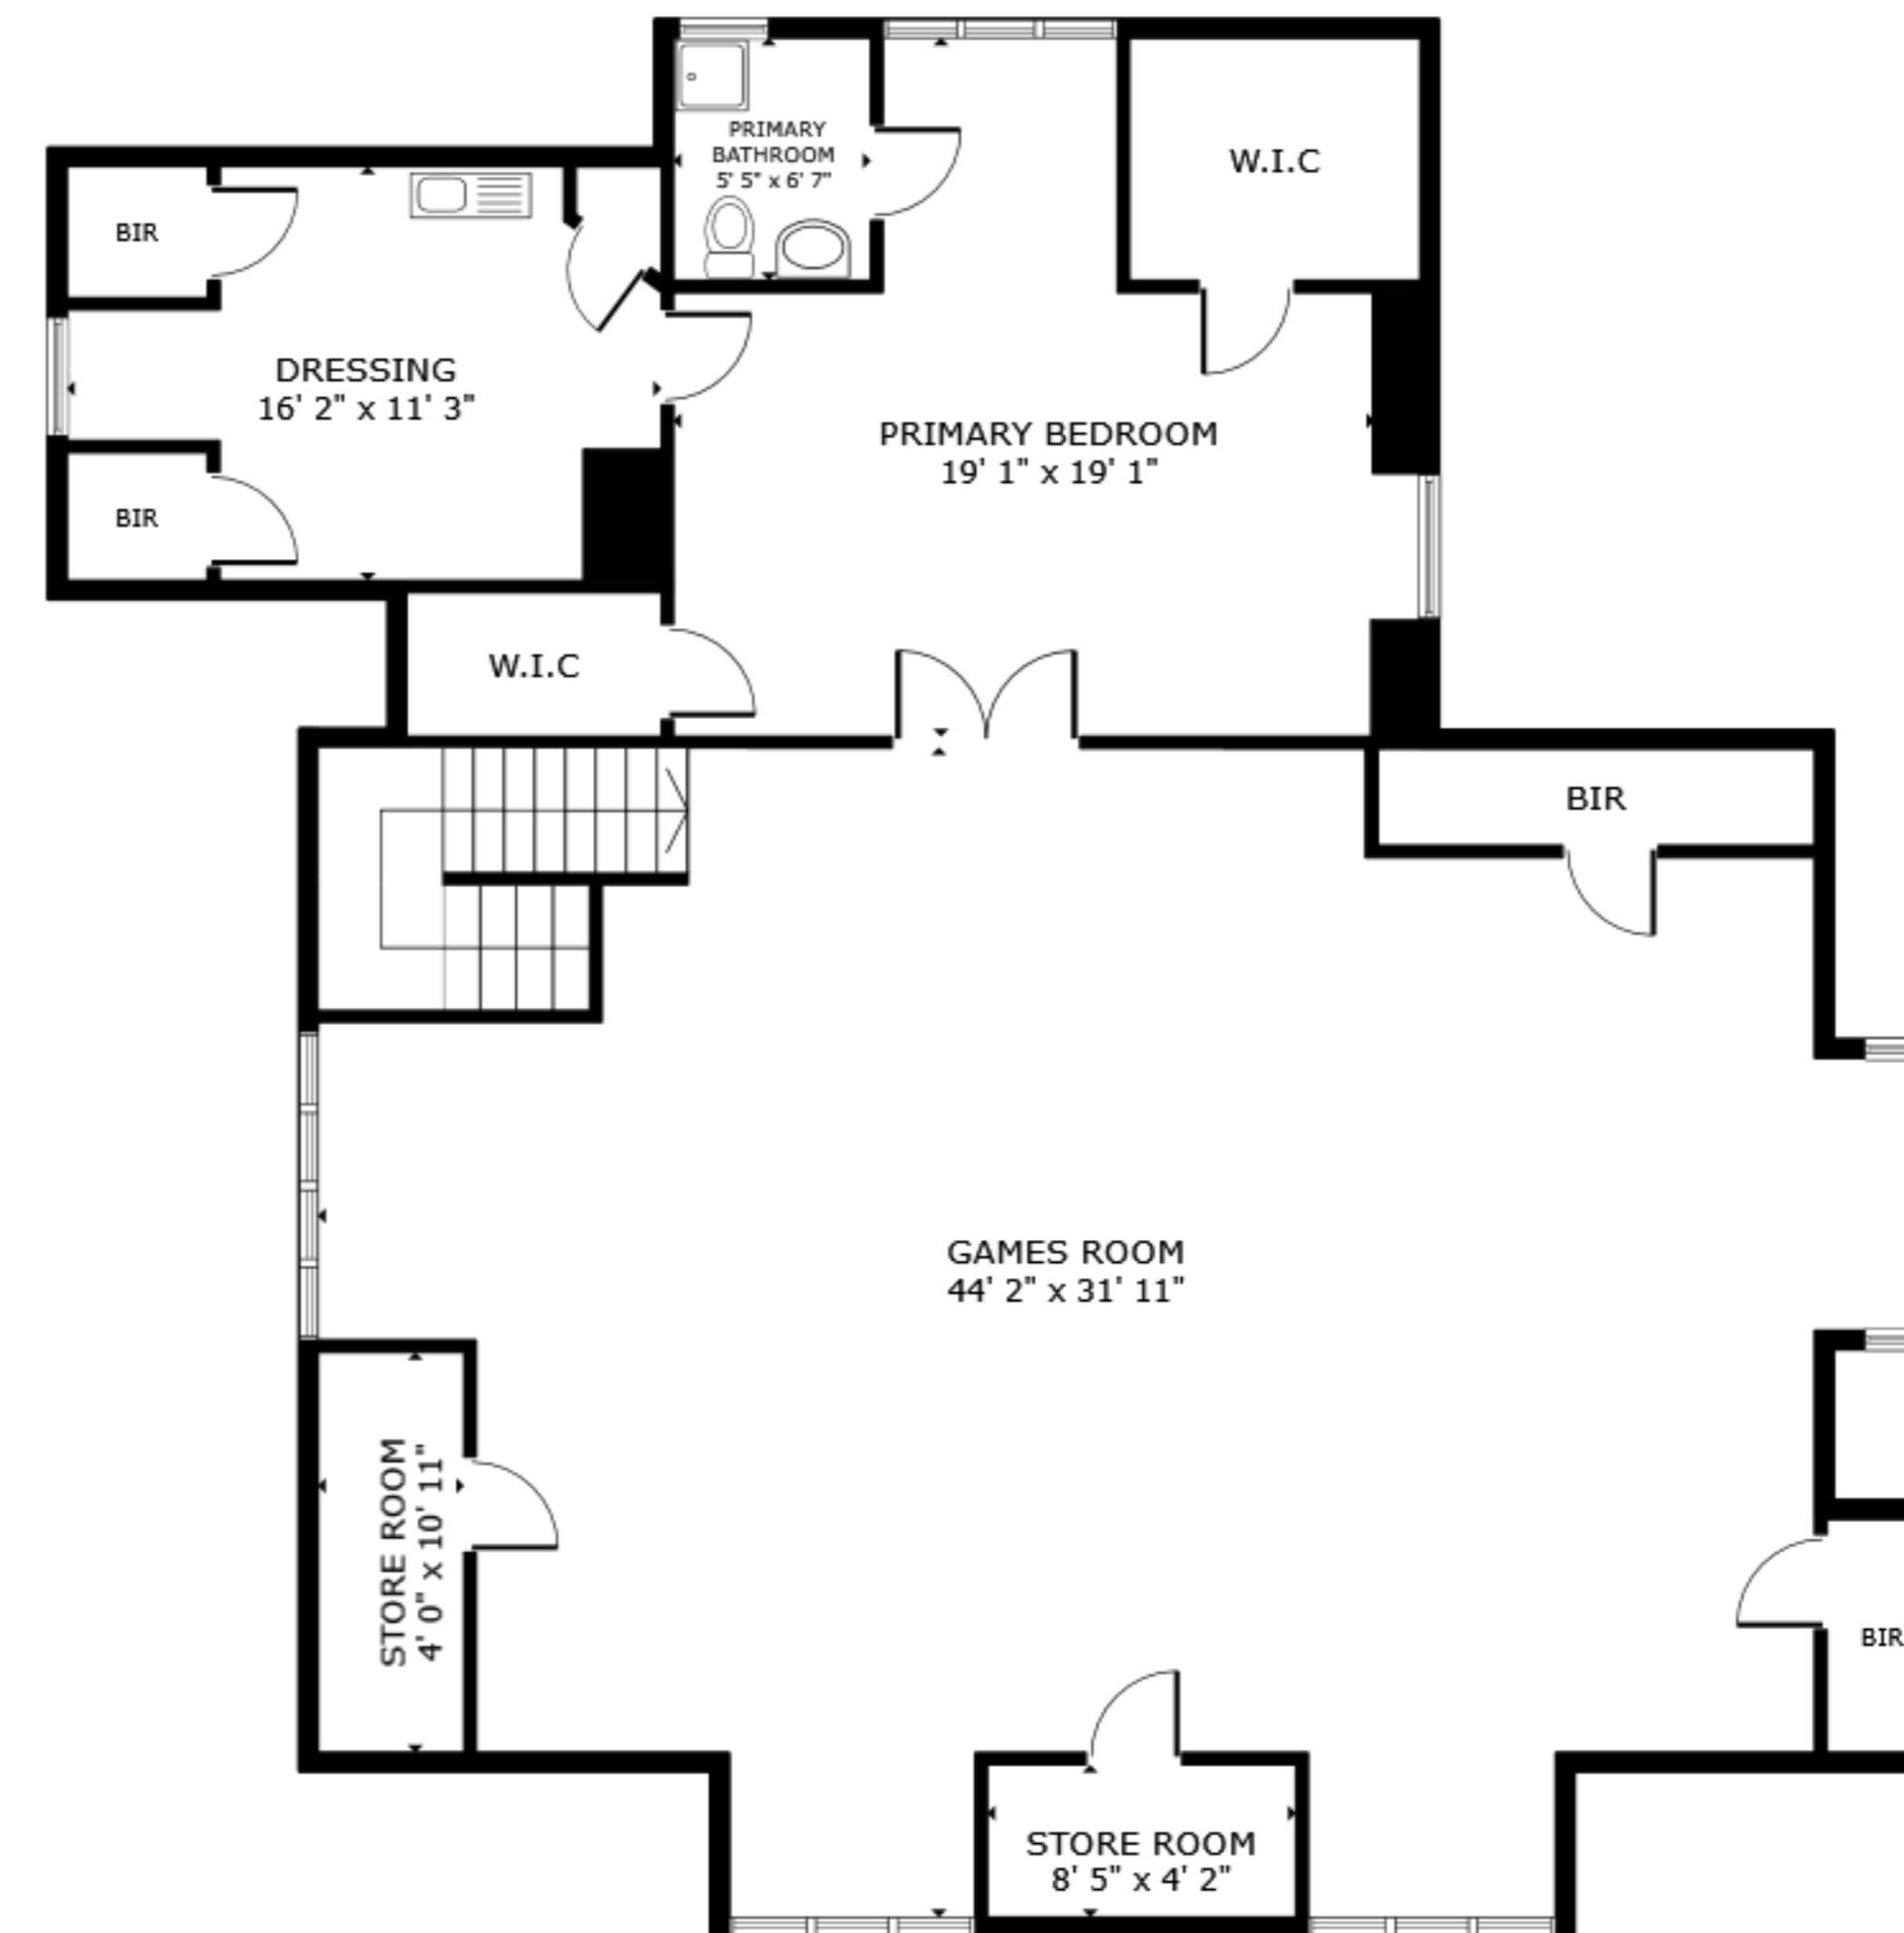 PRIMARY
BATHROOM
5' 5" x 6' 7"
W.I.C
BIR
DRESSING
16' 2" x 11' 3"
PRIMARY BEDROOM
19' 1" x 19' 1"
BIR
W.I.C
BIR
GAMES ROOM
44' 2" x 31' 11"
STORE ROOM
4' 0" x 10' 11"
BIR
STORE ROOM
8' 5" x 4' 2"